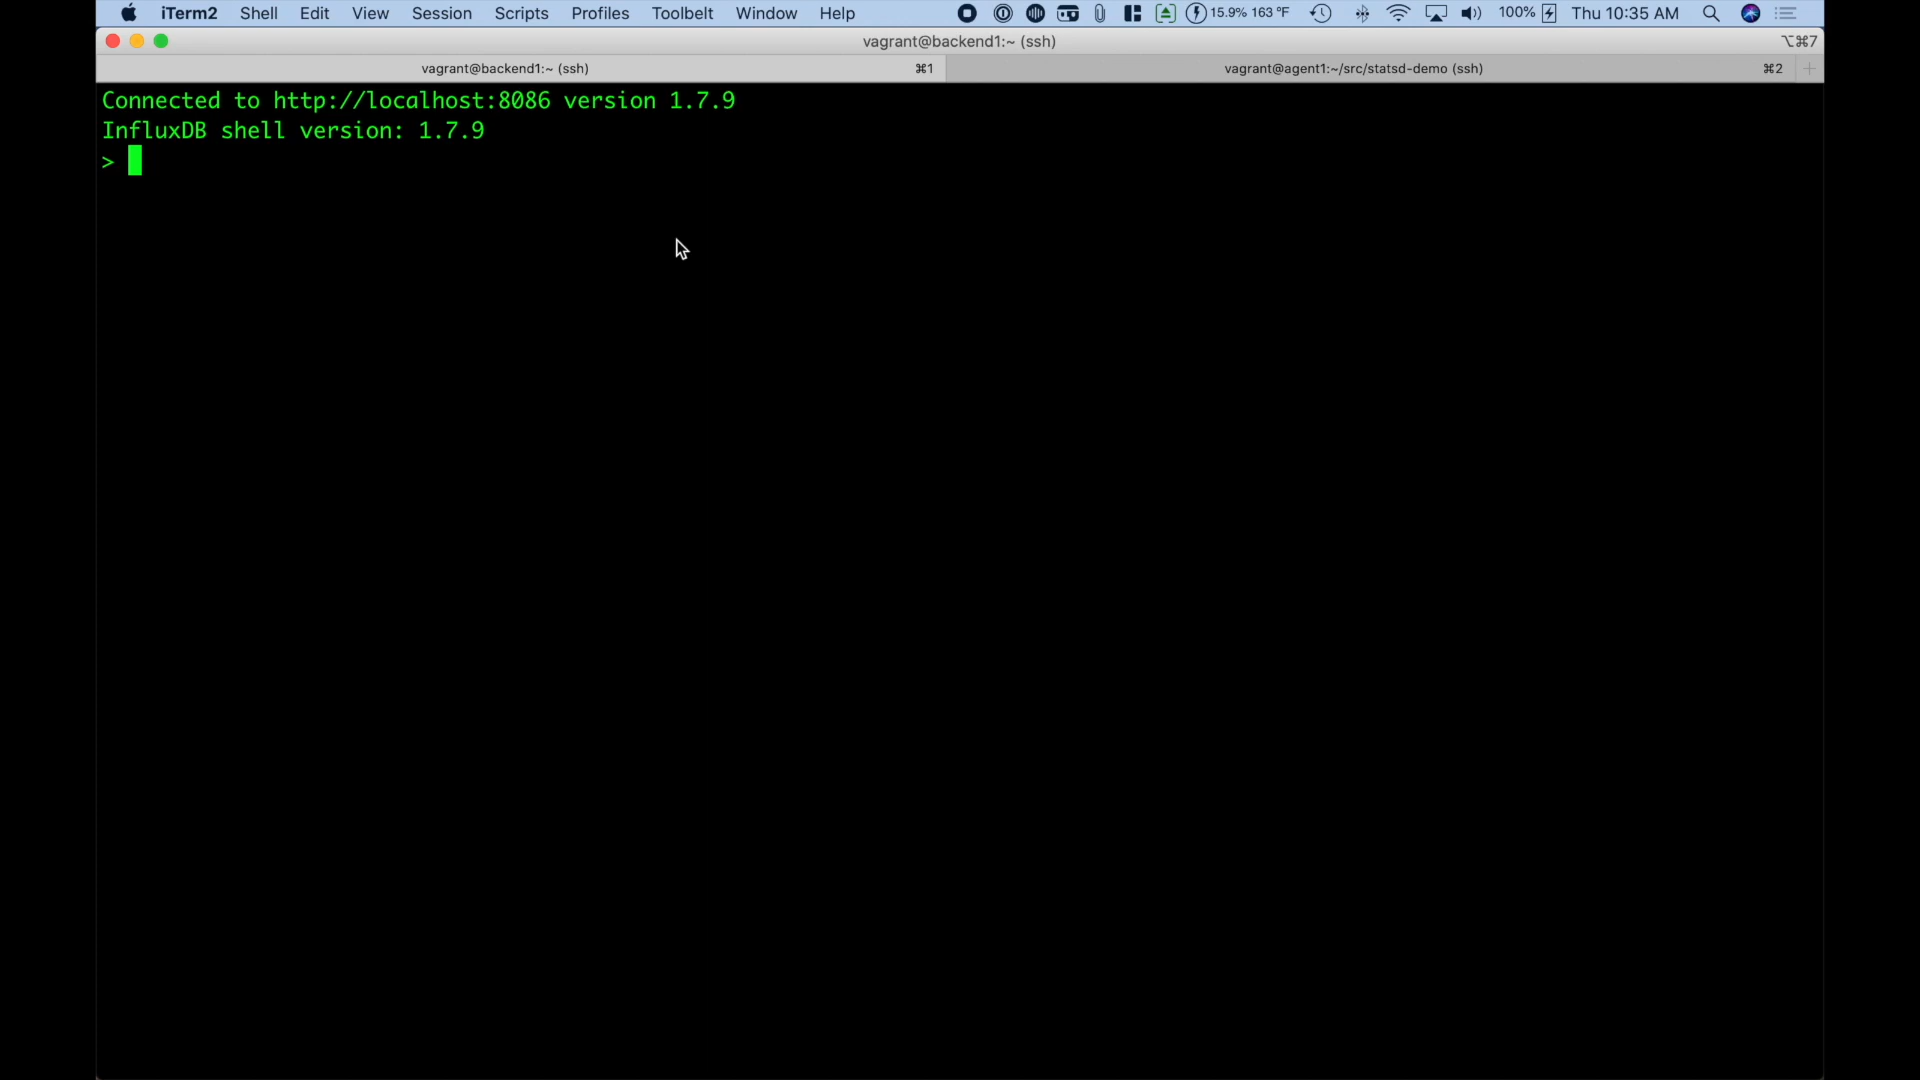 iTerm2 Shell Edit View Session Scripts Profiles Toolbelt Window Help 15.9% 163 °F 100% Thu 10:35 AM
vagrant@backend1:~ (ssh) ⌥⌘7
vagrant@backend1:~ (ssh) ⌘1 vagrant@agent1:~/src/statsd-demo (ssh) ⌘2 +
Connected to http://localhost:8086 version 1.7.9
InfluxDB shell version: 1.7.9
>